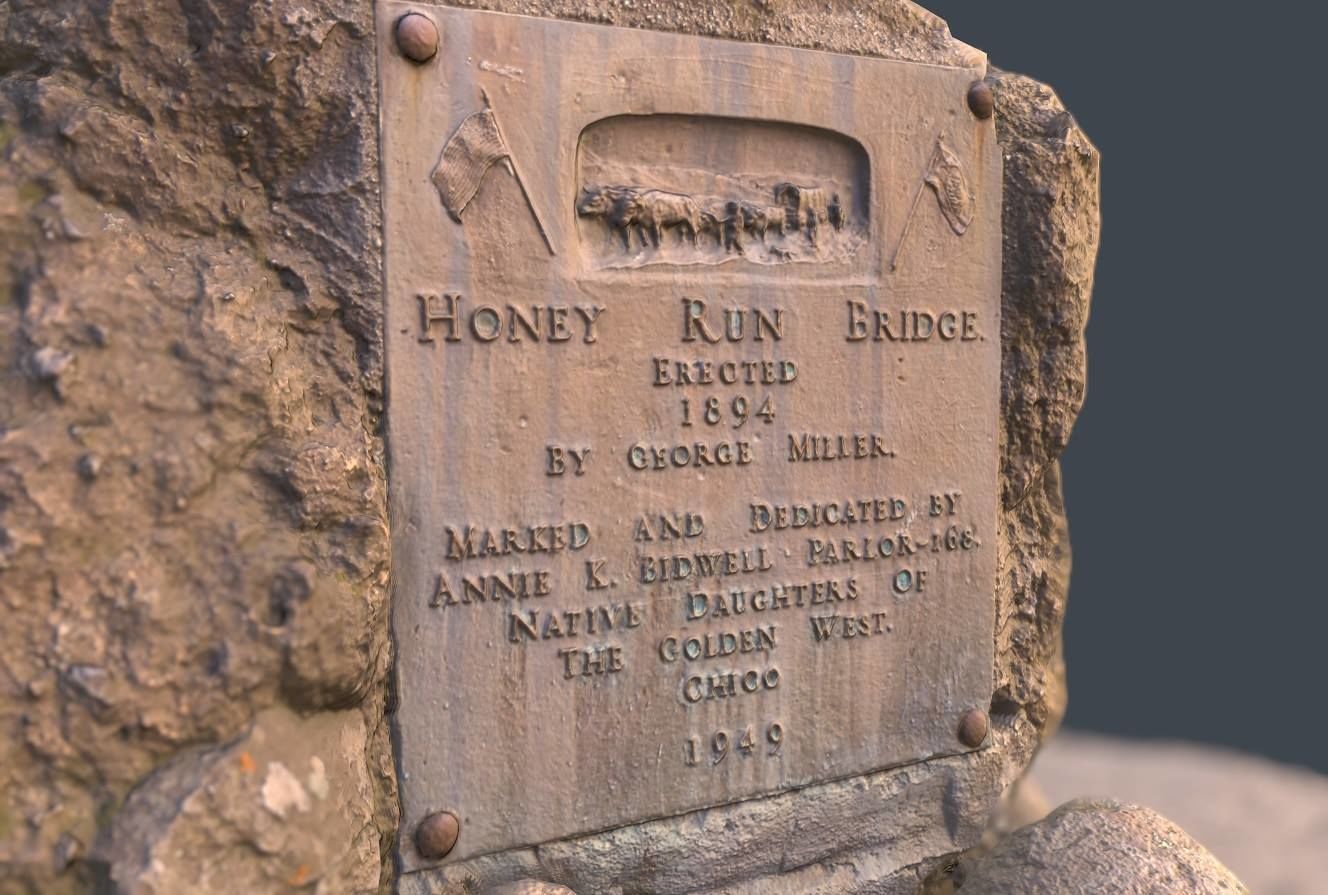 HONEY RUN BRIDGE.
ERECTED
1894
BY GEORGE MILLER.
MARKED AND DEDICATED BY
ANNIE K. BIDWELL PARLOR-168.
NATIVE DAUGHTERS OF
THE GOLDEN WEST.
CHICO
1949